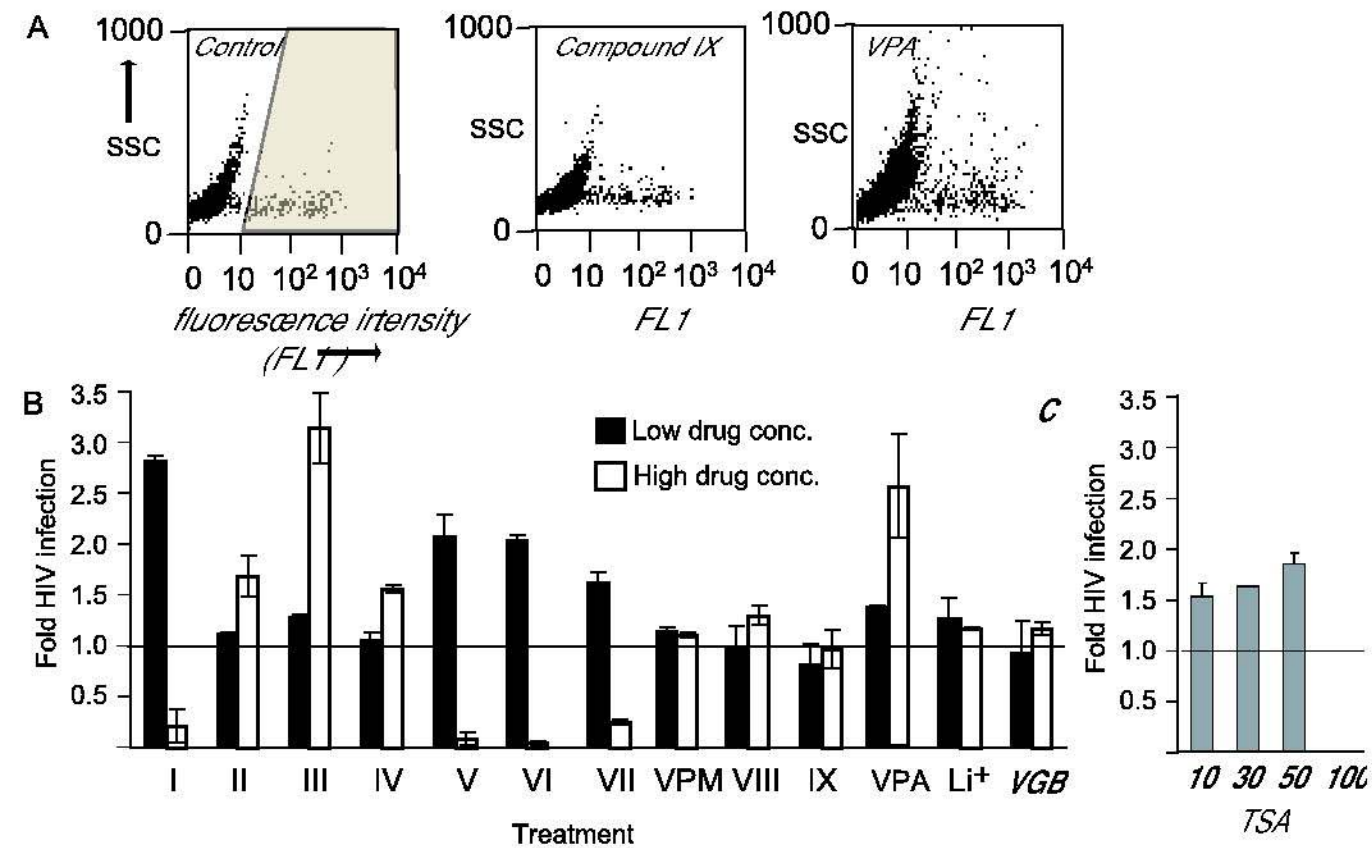 A
1000
Control
SSC
0
0 10 10² 10³ 10⁴
fluorescence irtensity
(FL1)
1000
Compound IX
SSC
0
0 10 10² 10³ 10⁴
FL1
1000
VPA
SSC
0
0 10 10² 10³ 10⁴
FL1
B
Fold HIV infection
3.5
3.0
2.5
2.0
1.5
1.0
0.5
Low drug conc.
High drug conc.
I II III IV V VI VII VPM VIII IX VPA Li⁺ VGB
Treatment
C
Fold HIV infection
3.5
3.0
2.5
2.0
1.5
1.0
0.5
10 30 50 100
TSA